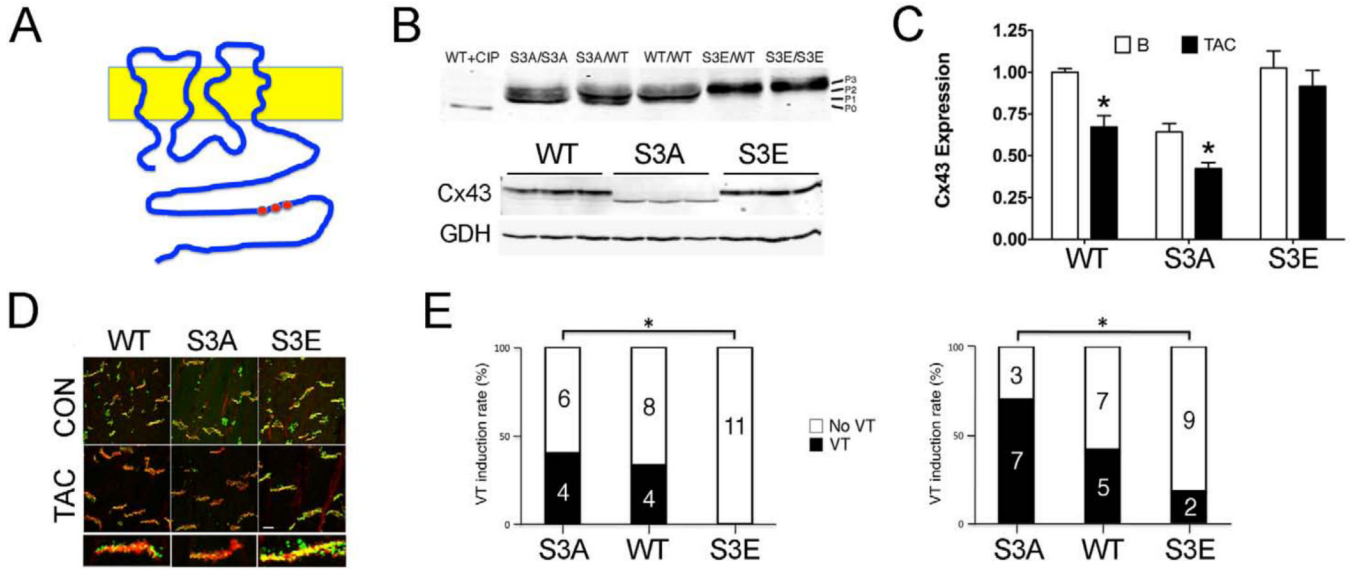 A
B
WT+CIP S3A/S3A S3A/WT WT/WT S3E/WT S3E/S3E
P3
P2
P1
P0
WT S3A S3E
Cx43
GDH
C
Cx43 Expression
1.25
1.00
0.75
0.50
0.25
0.00
B TAC
*
*
WT S3A S3E
D
WT S3A S3E
CON
TAC
E
*
VT induction rate (%)
100
50
0
6 8 11
4 4
S3A WT S3E
No VT
VT
*
VT induction rate (%)
100
50
0
3 7 9
7 5 2
S3A WT S3E